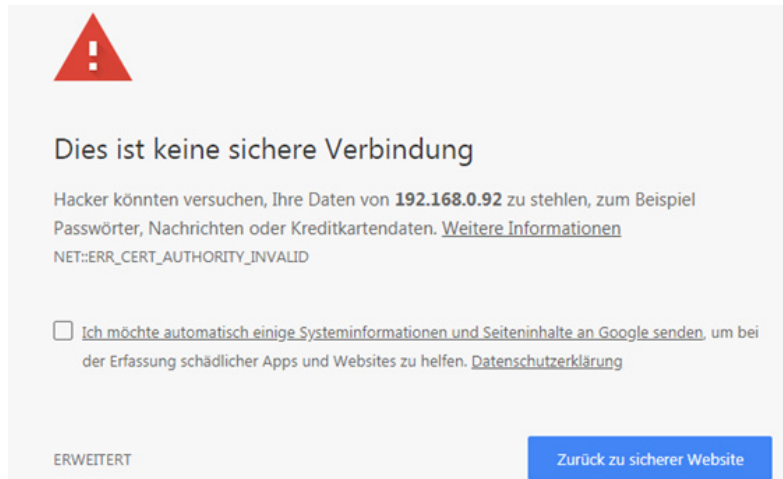 Dies ist keine sichere Verbindung
Hacker könnten versuchen, Ihre Daten von 192.168.0.92 zu stehlen, zum Beispiel
Passwörter, Nachrichten oder Kreditkartendaten. Weitere Informationen
NET::ERR_CERT_AUTHORITY_INVALID
Ich möchte automatisch einige Systeminformationen und Seiteninhalte an Google senden, um bei
der Erfassung schädlicher Apps und Websites zu helfen. Datenschutzerklärung
ERWEITERT
Zurück zu sicherer Website